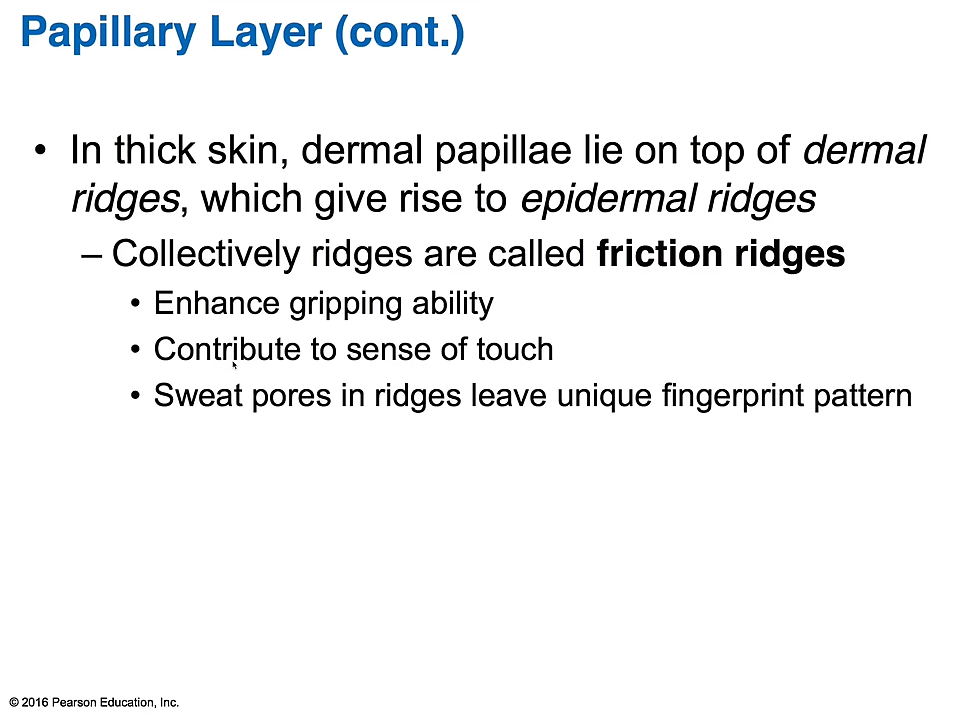 Papillary Layer (cont.)
• In thick skin, dermal papillae lie on top of dermal
ridges, which give rise to epidermal ridges
– Collectively ridges are called friction ridges
• Enhance gripping ability
• Contribute to sense of touch
• Sweat pores in ridges leave unique fingerprint pattern
© 2016 Pearson Education, Inc.